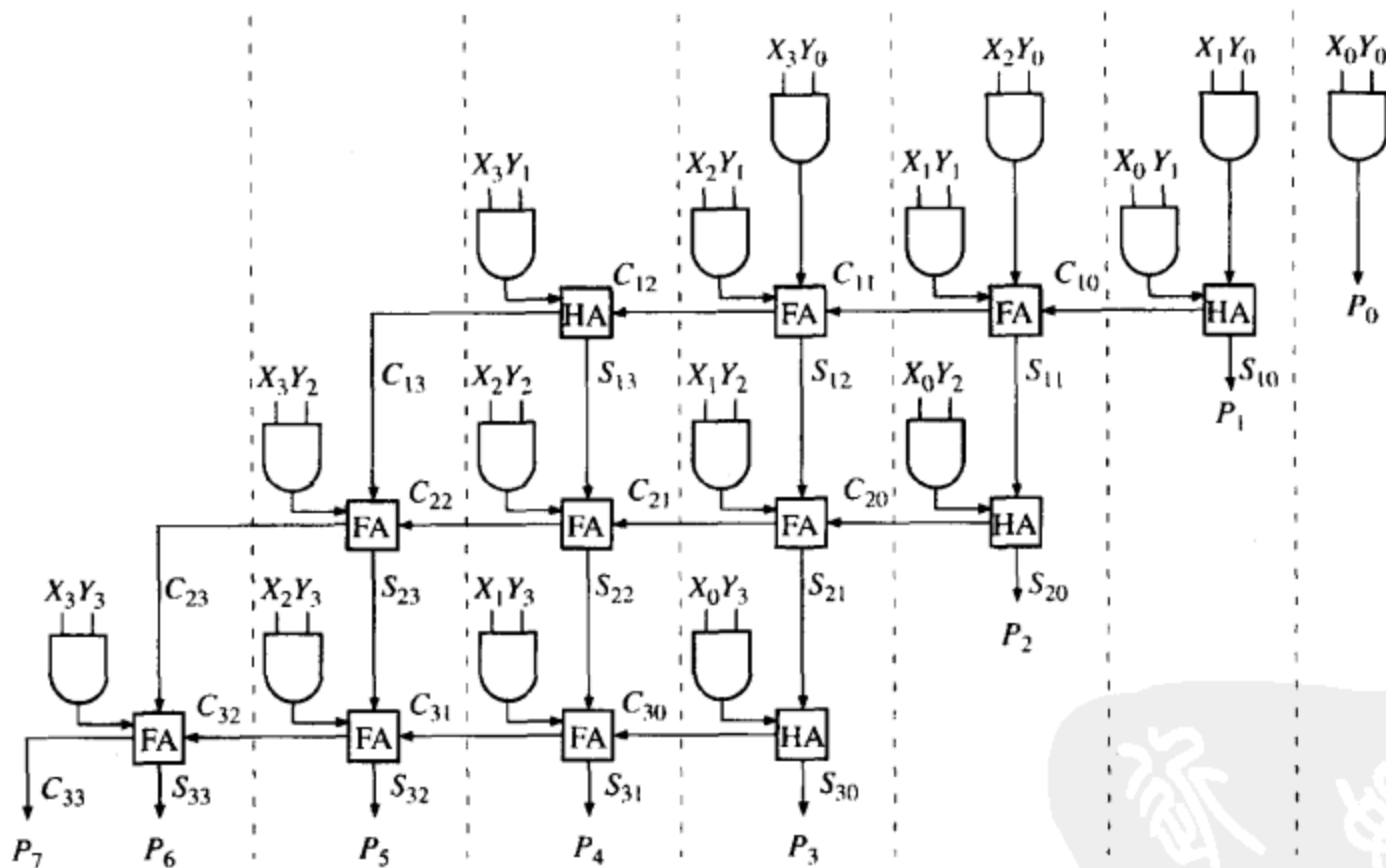 X₃Y₀ X₂Y₀ X₁Y₀ X₀Y₀
X₃Y₁ X₂Y₁ X₁Y₁ X₀ Y₁
C₁₂ C₁₁ C₁₀
HA FA FA HA P₀
C₁₃ S₁₃ S₁₂ S₁₁ S₁₀
X₃Y₂ X₂Y₂ X₁Y₂ X₀Y₂ P₁
C₂₂ C₂₁ C₂₀
FA FA FA HA
C₂₃ S₂₃ S₂₂ S₂₁ S₂₀
X₃Y₃ X₂Y₃ X₁Y₃ X₀Y₃ P₂
C₃₂ C₃₁ C₃₀
FA FA FA HA
C₃₃ S₃₃ S₃₂ S₃₁ S₃₀
P₇ P₆ P₅ P₄ P₃